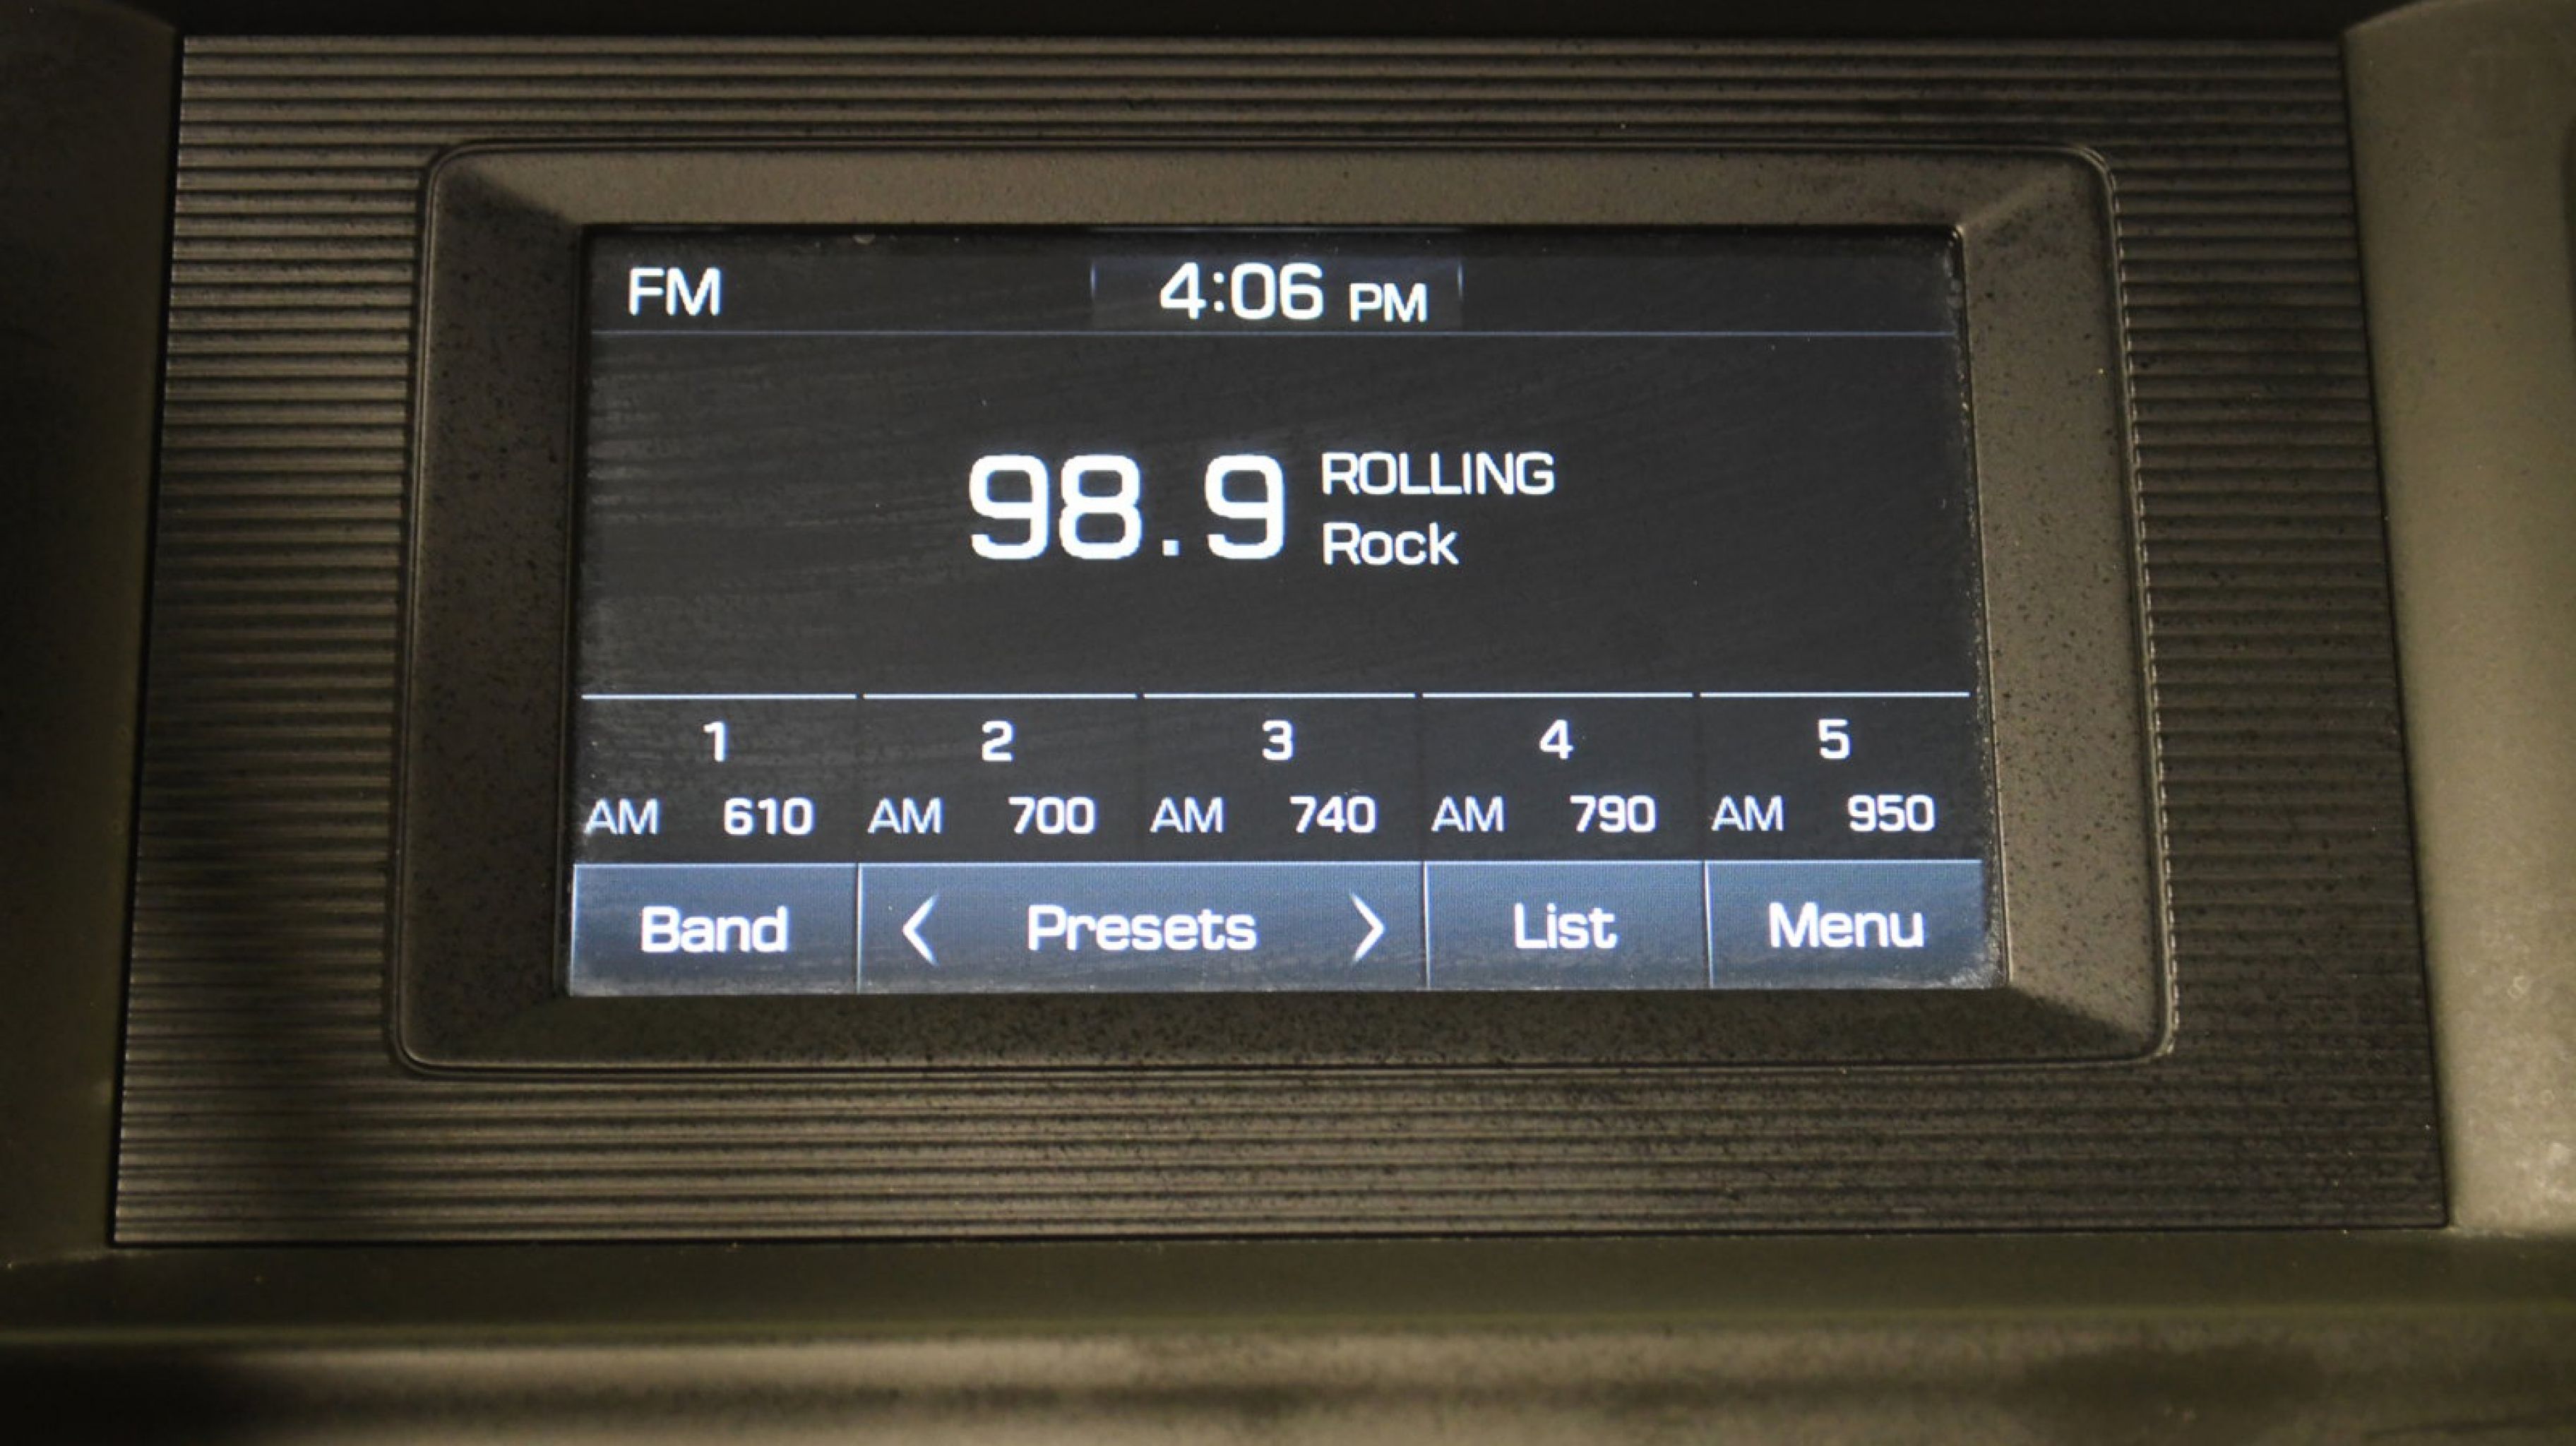 FM 4:06 PM
98.9 ROLLING
Rock
1 2 3 4 5
AM 610 AM 700 AM 740 AM 790 AM 950
Band < Presets > List Menu